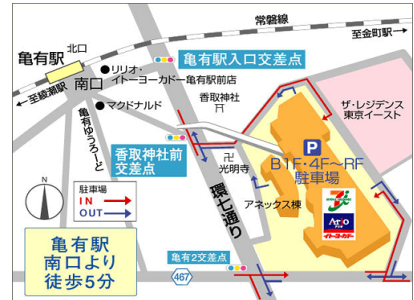 常磐線
至金町駅→
北口
亀有駅
南口
←至綾瀬駅
リリオ・
イトーヨーカドー亀有駅前店
マクドナルド
亀有駅入口交差点
香取神社
亀有ゆうろーど
香取神社前
交差点
光明寺
ザ・レジデンス
東京イースト
P
B1F・4F〜RF
駐車場
アネックス棟
環七通り
N
駐車場
IN
OUT
亀有駅
南口より
徒歩5分
亀有2交差点
467
Ario
イトーヨーカドー